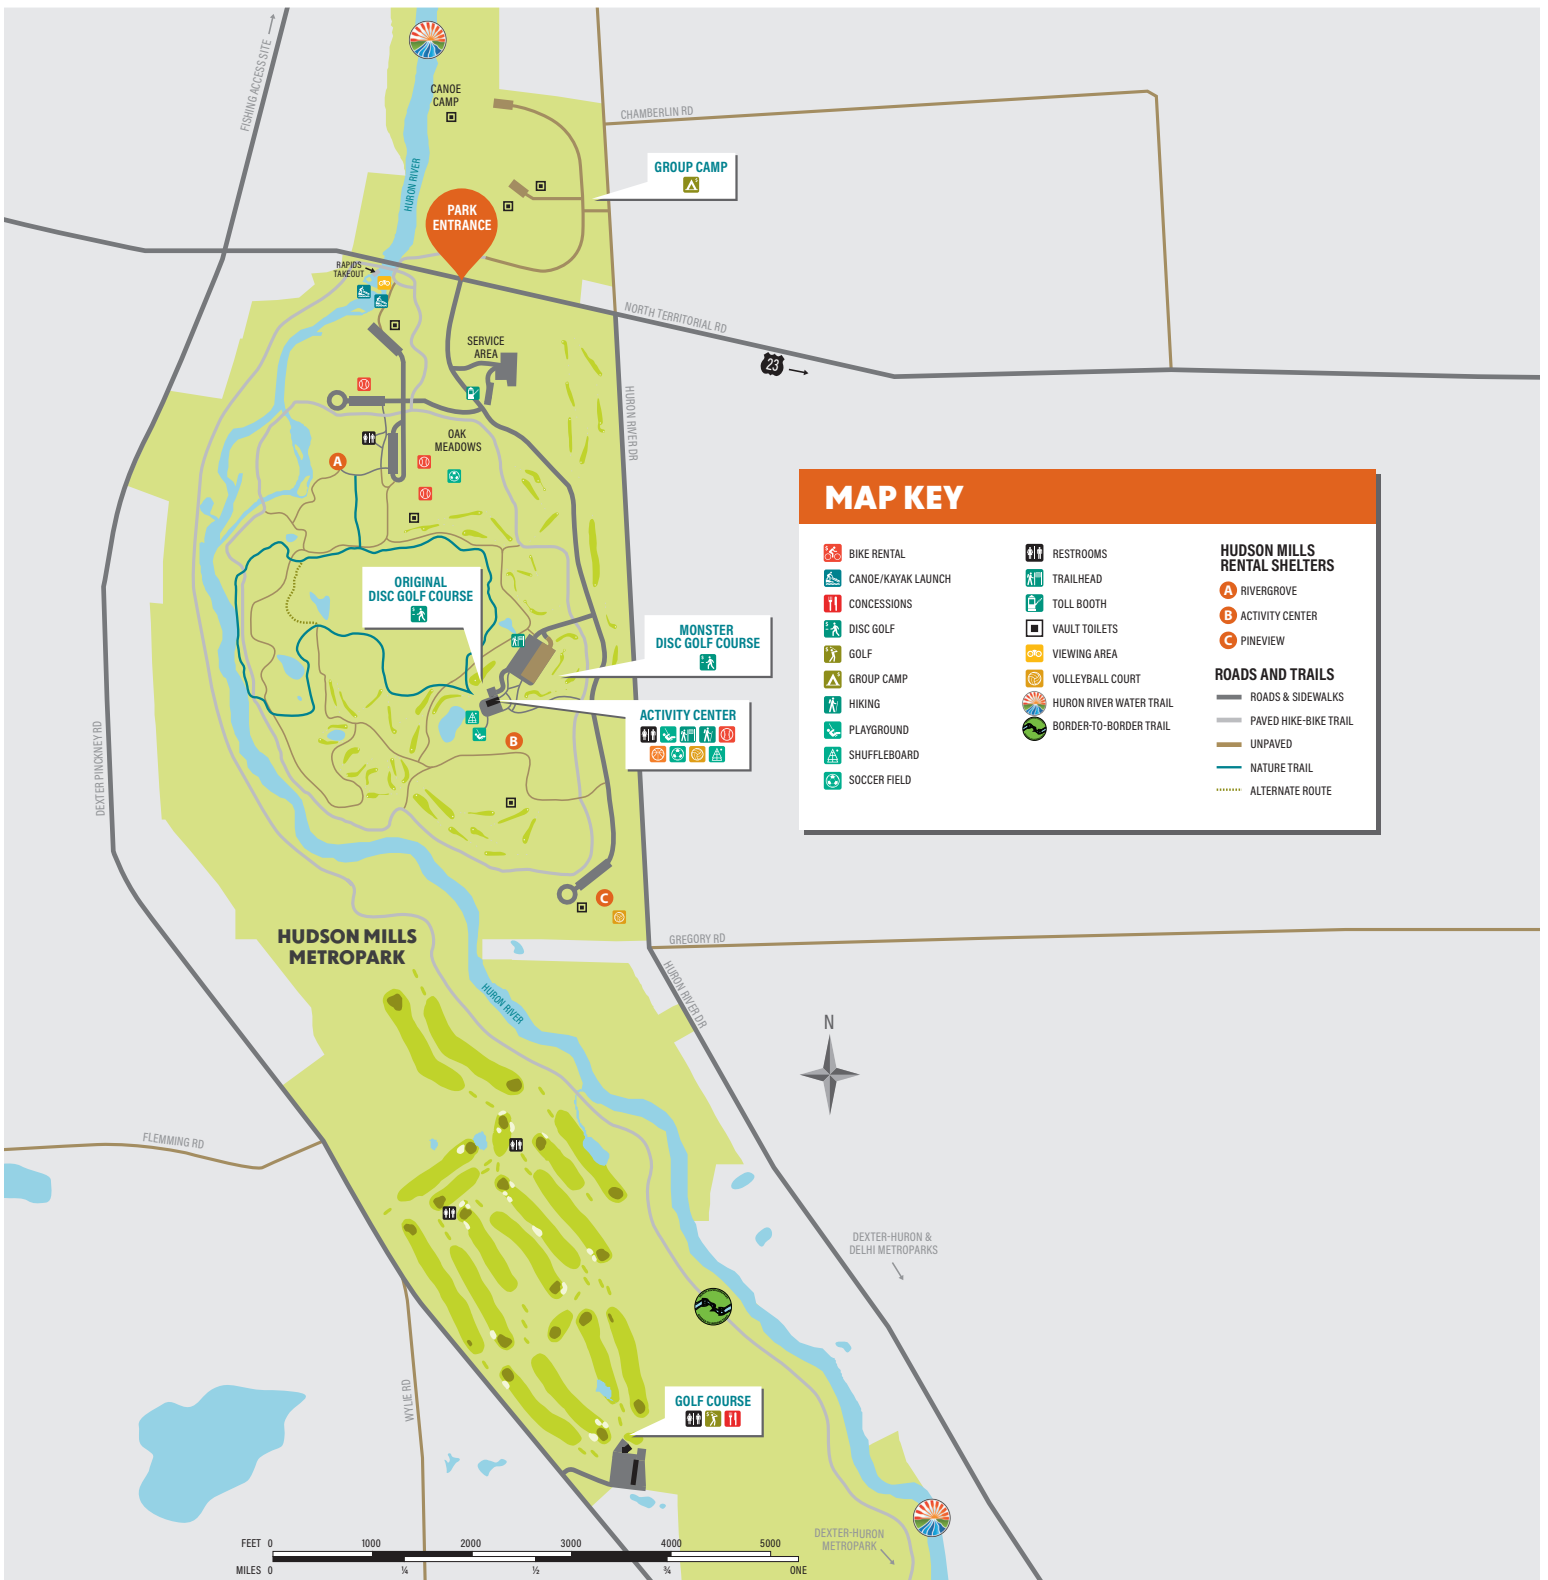 FISHING ACCESS SITE
CANOE
CAMP
CHAMBERLIN RD
GROUP CAMP
HURON RIVER
PARK
ENTRANCE
RAPIDS
TAKEOUT
NORTH TERRITORIAL RD
23
SERVICE
AREA
HURON RIVER DR
OAK
MEADOWS
A
ORIGINAL
DISC GOLF COURSE
MONSTER
DISC GOLF COURSE
ACTIVITY CENTER
B
DEXTER PINCKNEY RD
C
MAP KEY
BIKE RENTAL
CANOE/KAYAK LAUNCH
CONCESSIONS
DISC GOLF
GOLF
GROUP CAMP
HIKING
PLAYGROUND
SHUFFLEBOARD
SOCCER FIELD
RESTROOMS
TRAILHEAD
TOLL BOOTH
VAULT TOILETS
VIEWING AREA
VOLLEYBALL COURT
HURON RIVER WATER TRAIL
BORDER-TO-BORDER TRAIL
HUDSON MILLS
RENTAL SHELTERS
A RIVERGROVE
B ACTIVITY CENTER
C PINEVIEW
ROADS AND TRAILS
ROADS & SIDEWALKS
PAVED HIKE-BIKE TRAIL
UNPAVED
NATURE TRAIL
ALTERNATE ROUTE
HUDSON MILLS
METROPARK
GREGORY RD
HURON RIVER
HURON RIVER DR
N
FLEMMING RD
DEXTER-HURON &
DELHI METROPARKS
B2B
WYLIE RD
GOLF COURSE
DEXTER-HURON
METROPARK
FEET 0 1000 2000 3000 4000 5000
MILES 0 ¼ ½ ¾ ONE